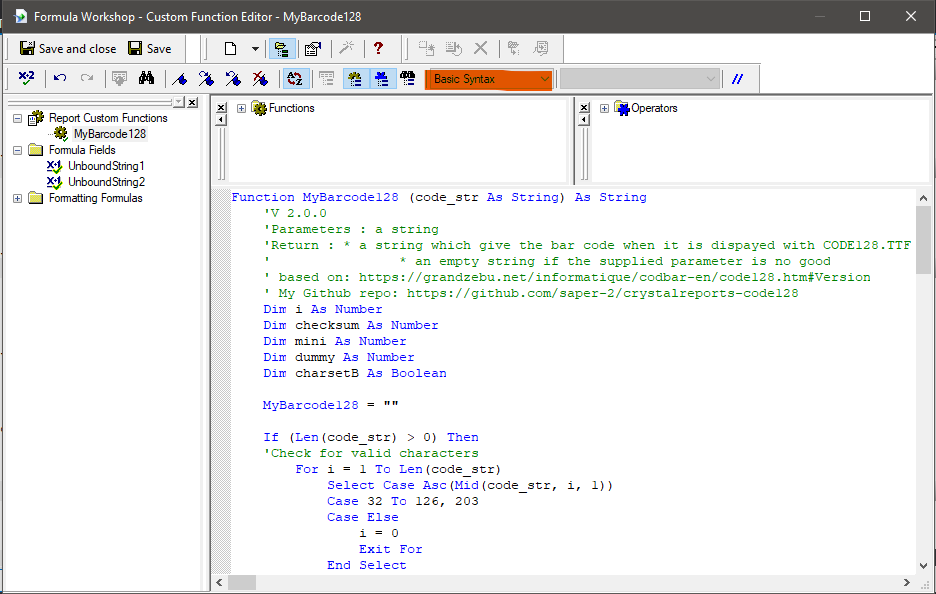 Formula Workshop - Custom Function Editor - MyBarcode128
Save and close Save
Basic Syntax
Report Custom Functions
MyBarcode128
Formula Fields
UnboundString1
UnboundString2
Formatting Formulas
Functions
Operators
Function MyBarcode128 (code_str As String) As String
'V 2.0.0
'Parameters : a string
'Return : * a string which give the bar code when it is dispayed with CODE128.TTF
' * an empty string if the supplied parameter is no good
' based on: https://grandzebu.net/informatique/codbar-en/code128.htm#Version
' My Github repo: https://github.com/saper-2/crystalreports-code128
Dim i As Number
Dim checksum As Number
Dim mini As Number
Dim dummy As Number
Dim charsetB As Boolean
MyBarcode128 = ""
If (Len(code_str) > 0) Then
'Check for valid characters
For i = 1 To Len(code_str)
Select Case Asc(Mid(code_str, i, 1))
Case 32 To 126, 203
Case Else
i = 0
Exit For
End Select